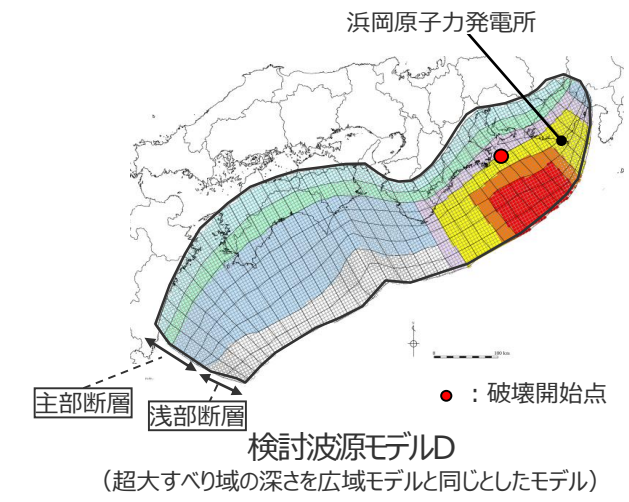 浜岡原子力発電所
100 km
主部断層
浅部断層
：破壊開始点
検討波源モデルD
（超大すべり域の深さを広域モデルと同じとしたモデル）